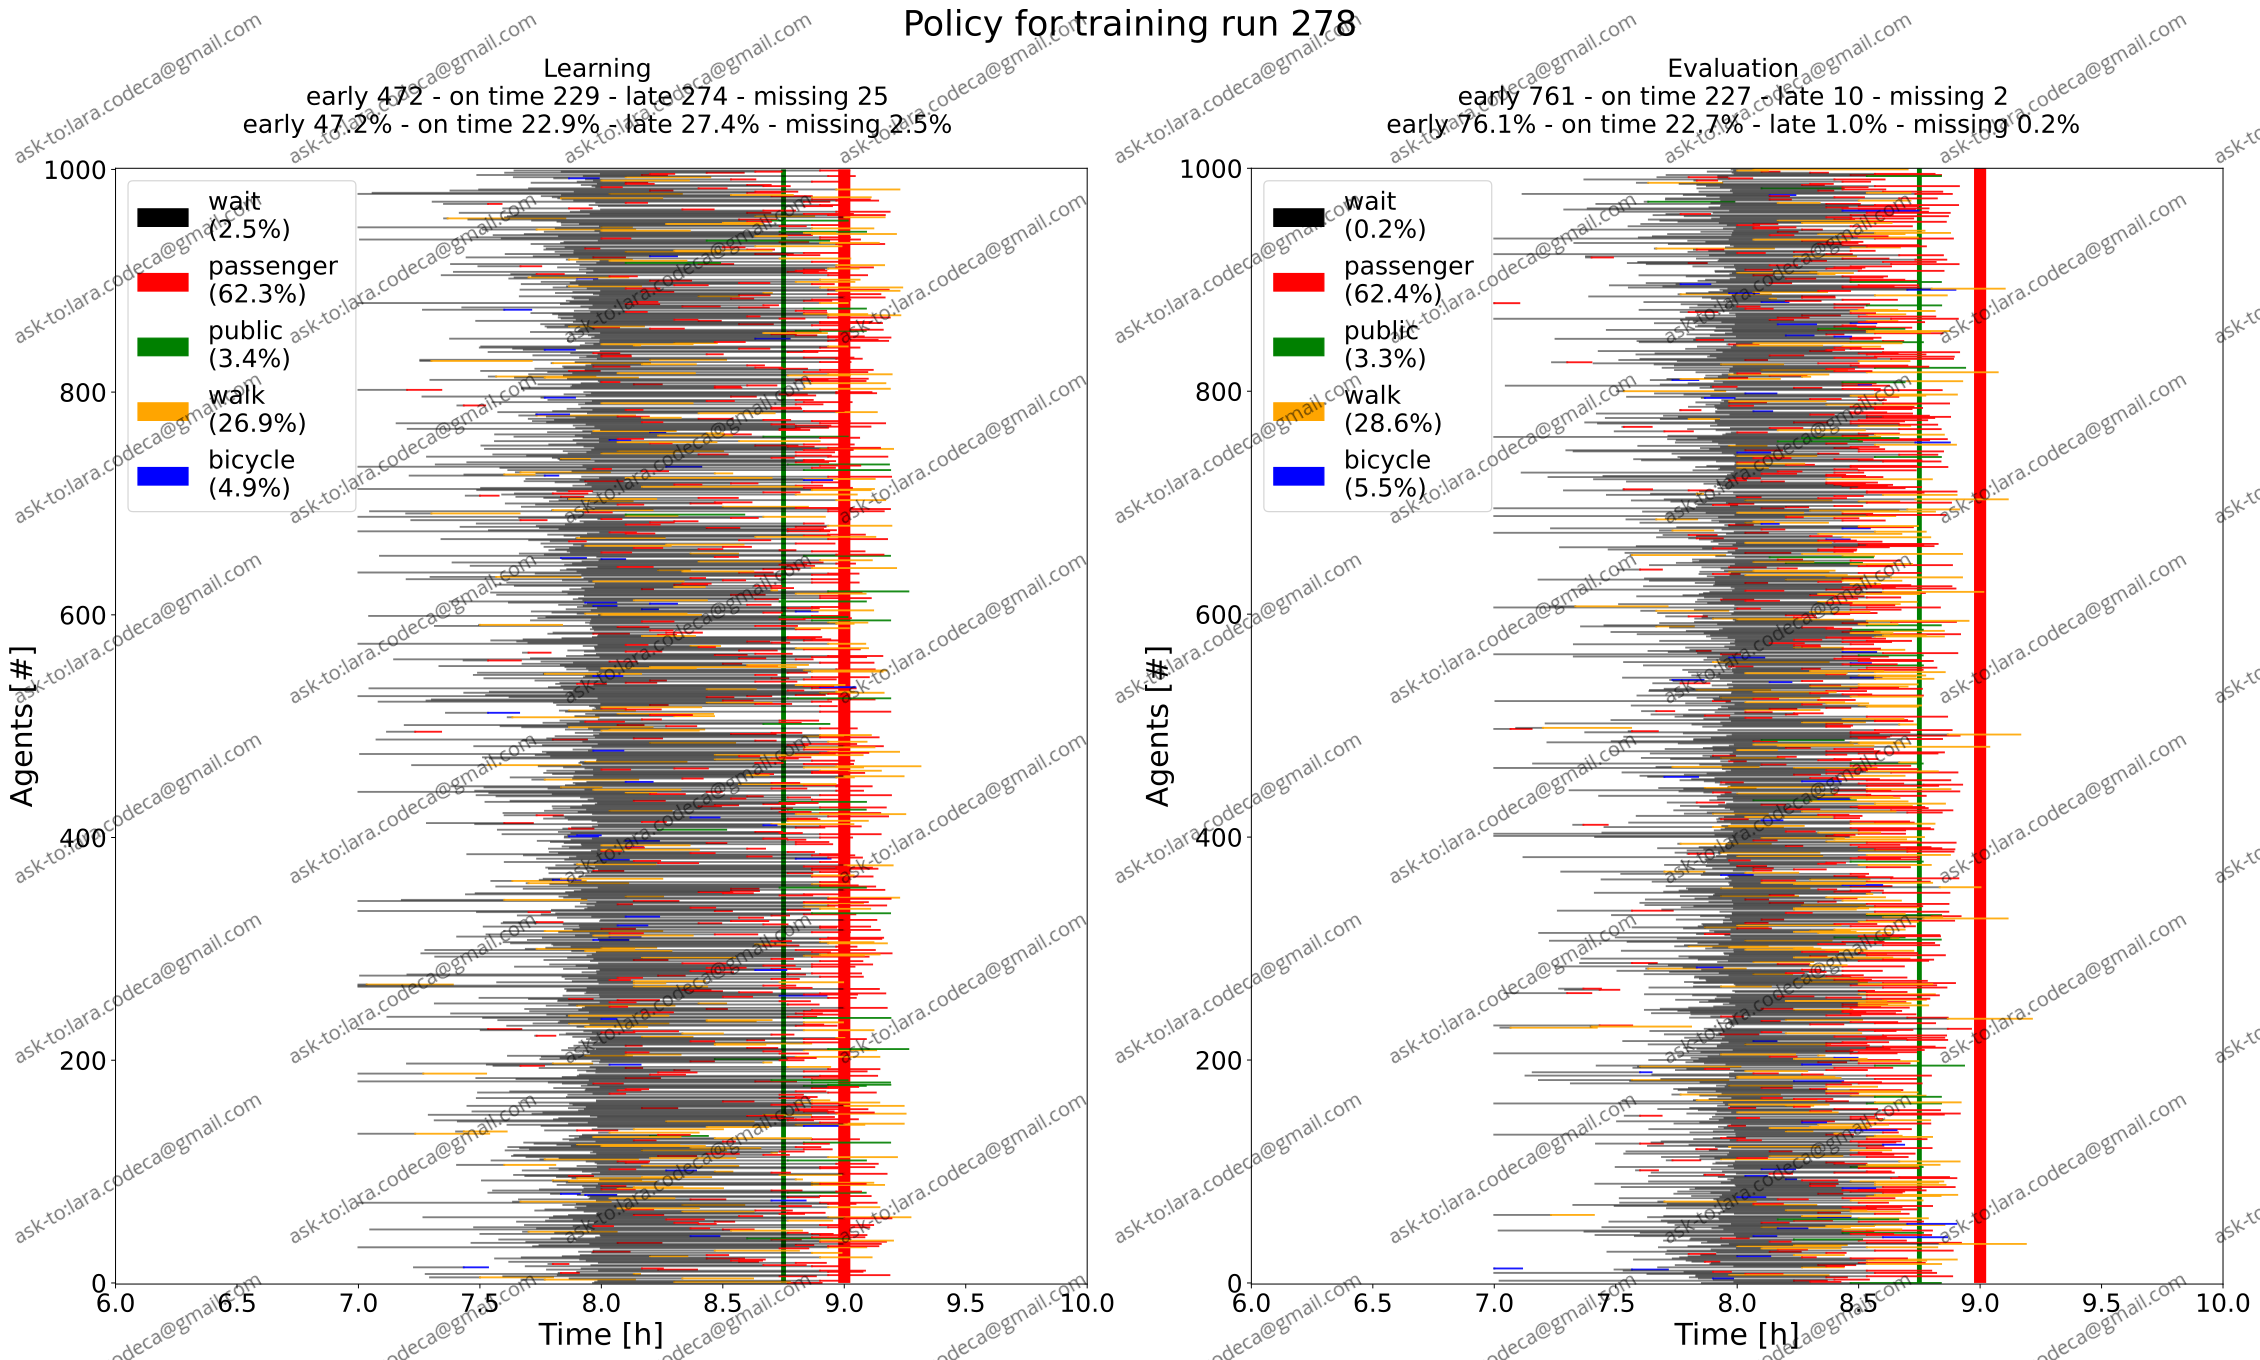 Policy for training run 278
Learning
early 472 - on time 229 - late 274 - missing 25
early 47.2% - on time 22.9% - late 27.4% - missing 2.5%
Evaluation
early 761 - on time 227 - late 10 - missing 2
early 76.1% - on time 22.7% - late 1.0% - missing 0.2%
wait
(2.5%)
passenger
(62.3%)
public
(3.4%)
walk
(26.9%)
bicycle
(4.9%)
wait
(0.2%)
passenger
(62.4%)
public
(3.3%)
walk
(28.6%)
bicycle
(5.5%)
Agents [#]
1000
800
600
400
200
0
6.0 6.5 7.0 7.5 8.0 8.5 9.0 9.5 10.0
Time [h]
Agents [#]
1000
800
600
400
200
0
6.0 6.5 7.0 7.5 8.0 8.5 9.0 9.5 10.0
Time [h]
ask-to:lara.codeca@gmail.com